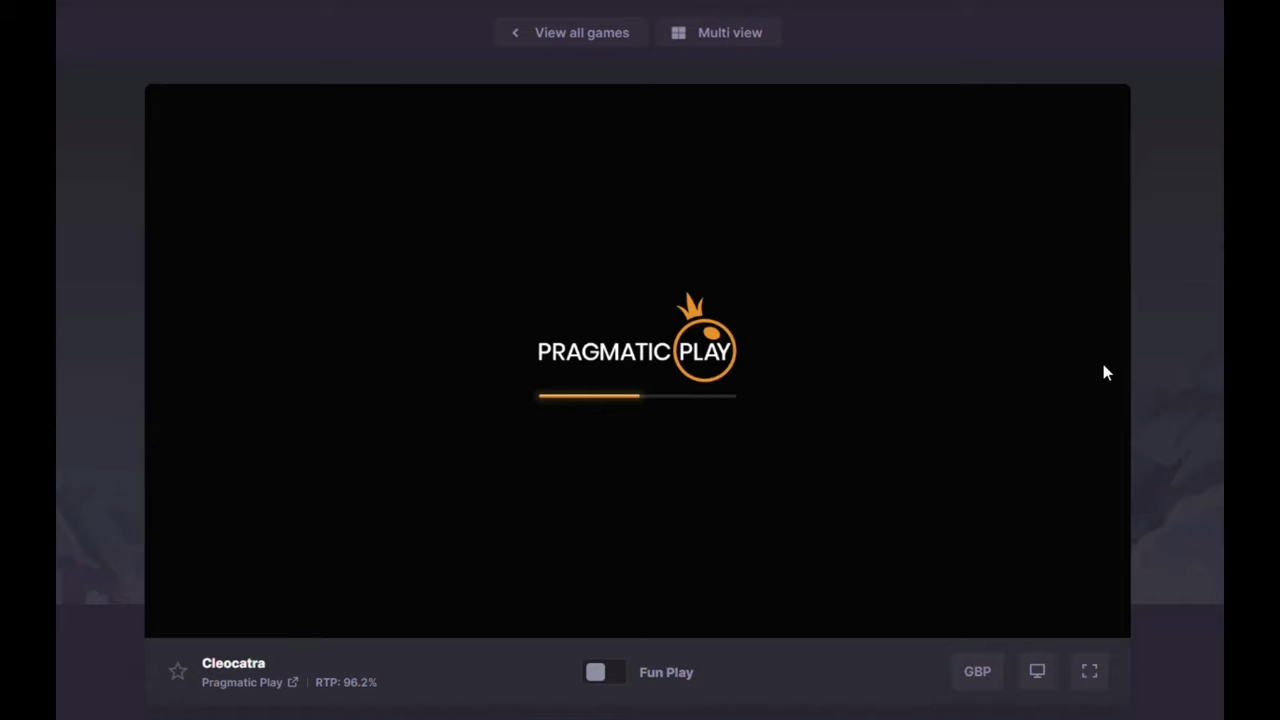 View all games
Multi view
PRAGMATIC PLAY
Cleocatra
Pragmatic Play
RTP: 96.2%
Fun Play
GBP